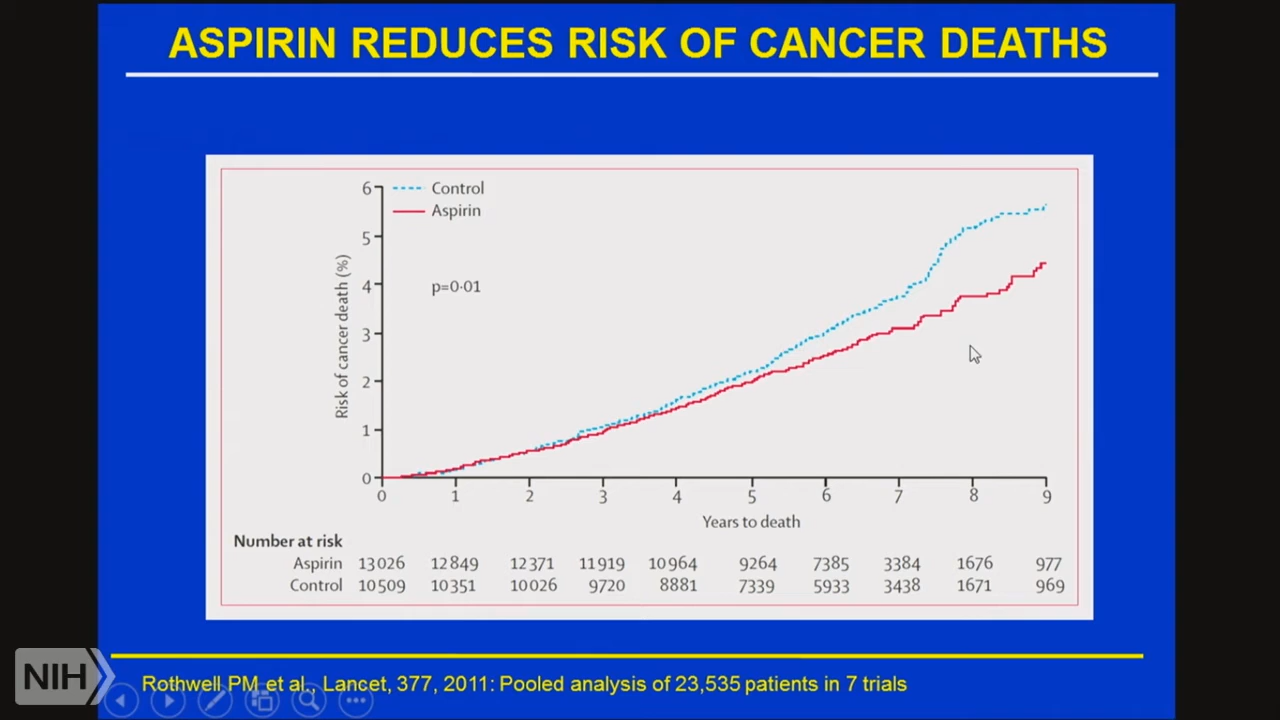 ASPIRIN REDUCES RISK OF CANCER DEATHS
Control
Aspirin
p=0·01
Risk of cancer death (%)
6
5
4
3
2
1
0
0 1 2 3 4 5 6 7 8 9
Years to death
Number at risk
Aspirin 13026 12849 12371 11919 10964 9264 7385 3384 1676 977
Control 10509 10351 10026 9720 8881 7339 5933 3438 1671 969
Rothwell PM et al., Lancet, 377, 2011: Pooled analysis of 23,535 patients in 7 trials
NIH